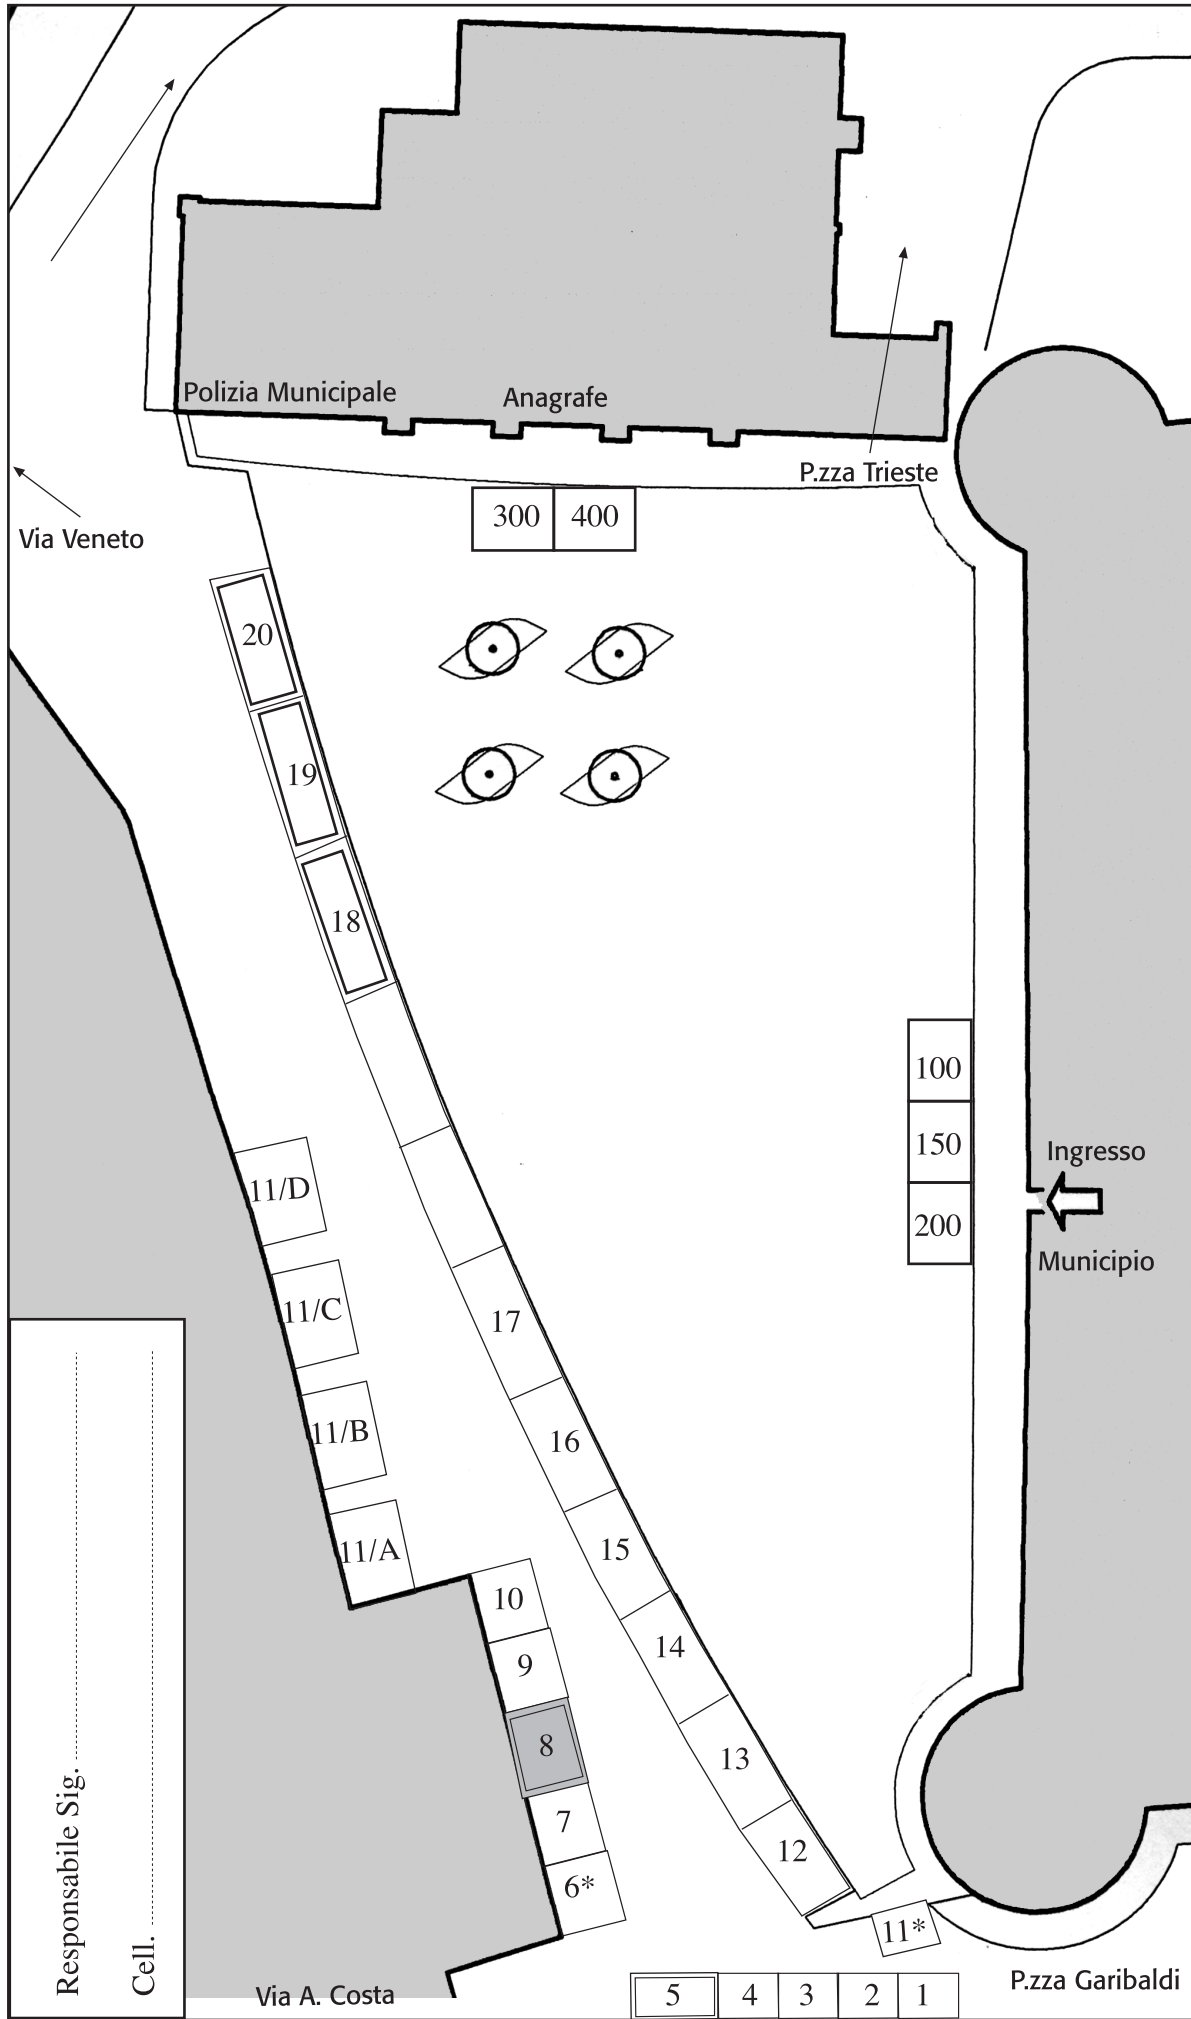 Polizia Municipale
Anagrafe
P.zza Trieste
Via Veneto
300
400
20
19
18
100
150
200
Ingresso
Municipio
11/D
11/C
11/B
11/A
17
16
15
14
13
12
10
9
8
7
6*
11*
5
4
3
2
1
P.zza Garibaldi
Via A. Costa
Responsabile Sig.
Cell.